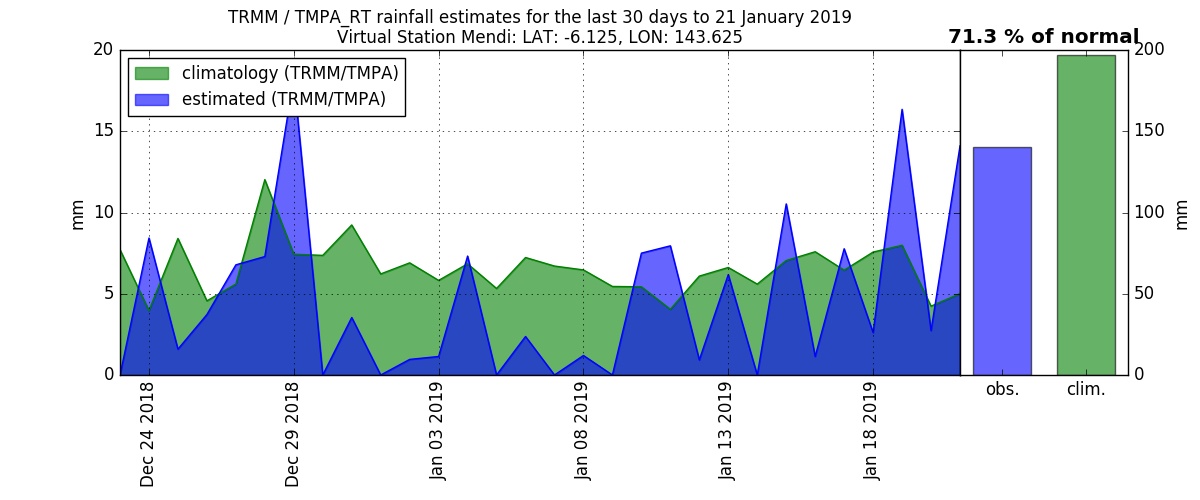 TRMM / TMPA_RT rainfall estimates for the last 30 days to 21 January 2019
Virtual Station Mendi: LAT: -6.125, LON: 143.625
71.3 % of normal
climatology (TRMM/TMPA)
estimated (TRMM/TMPA)
20
15
10
5
0
mm
200
150
100
50
0
mm
Dec 24 2018
Dec 29 2018
Jan 03 2019
Jan 08 2019
Jan 13 2019
Jan 18 2019
obs.
clim.